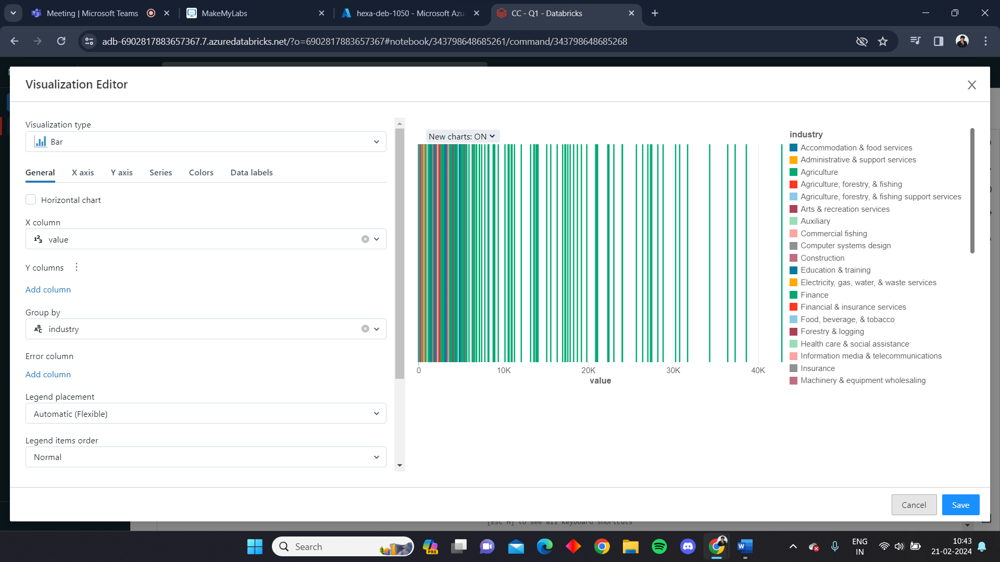 Meeting | Microsoft Teams
MakeMyLabs
hexa-deb-1050 - Microsoft Azu
CC - Q1 - Databricks
adb-6902817883657367.7.azuredatabricks.net/?o=6902817883657367#notebook/343798648685261/command/343798648685268
Visualization Editor
Visualization type
Bar
General X axis Y axis Series Colors Data labels
Horizontal chart
X column
1²3 value
Y columns
Add column
Group by
ABC industry
Error column
Add column
Legend placement
Automatic (Flexible)
Legend items order
Normal
New charts: ON
0 10K 20K 30K 40K
value
industry
Accommodation & food services
Administrative & support services
Agriculture
Agriculture, forestry, & fishing
Agriculture, forestry, & fishing support services
Arts & recreation services
Auxiliary
Commercial fishing
Computer systems design
Construction
Education & training
Electricity, gas, water, & waste services
Finance
Financial & insurance services
Food, beverage, & tobacco
Forestry & logging
Health care & social assistance
Information media & telecommunications
Insurance
Machinery & equipment wholesaling
Cancel Save
[Esc H] to see all keyboard shortcuts
Search
PRE
ENG
IN
10:43
21-02-2024